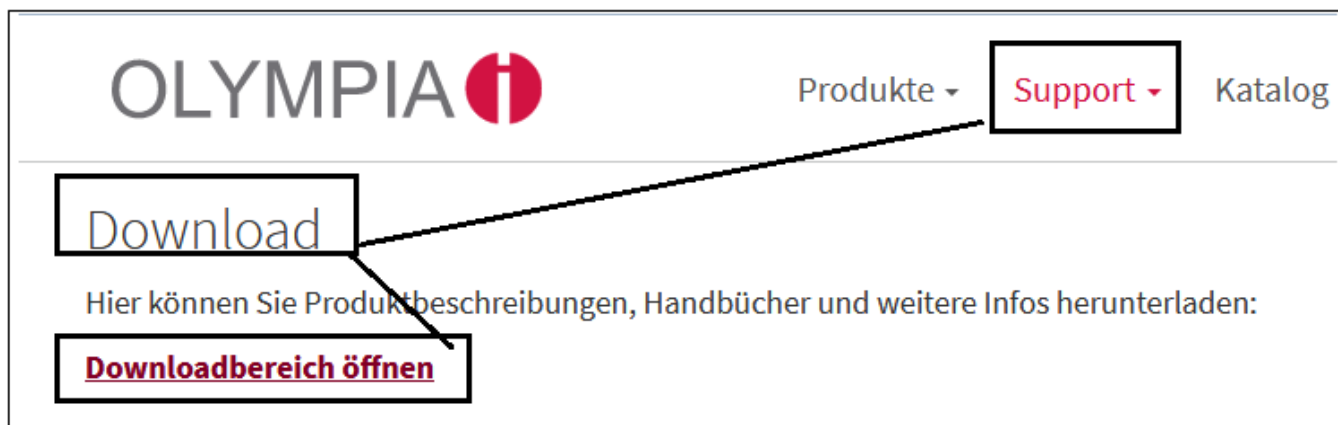 OLYMPIA
Produkte Support Katalog
Download
Hier können Sie Produktbeschreibungen, Handbücher und weitere Infos herunterladen:
Downloadbereich öffnen